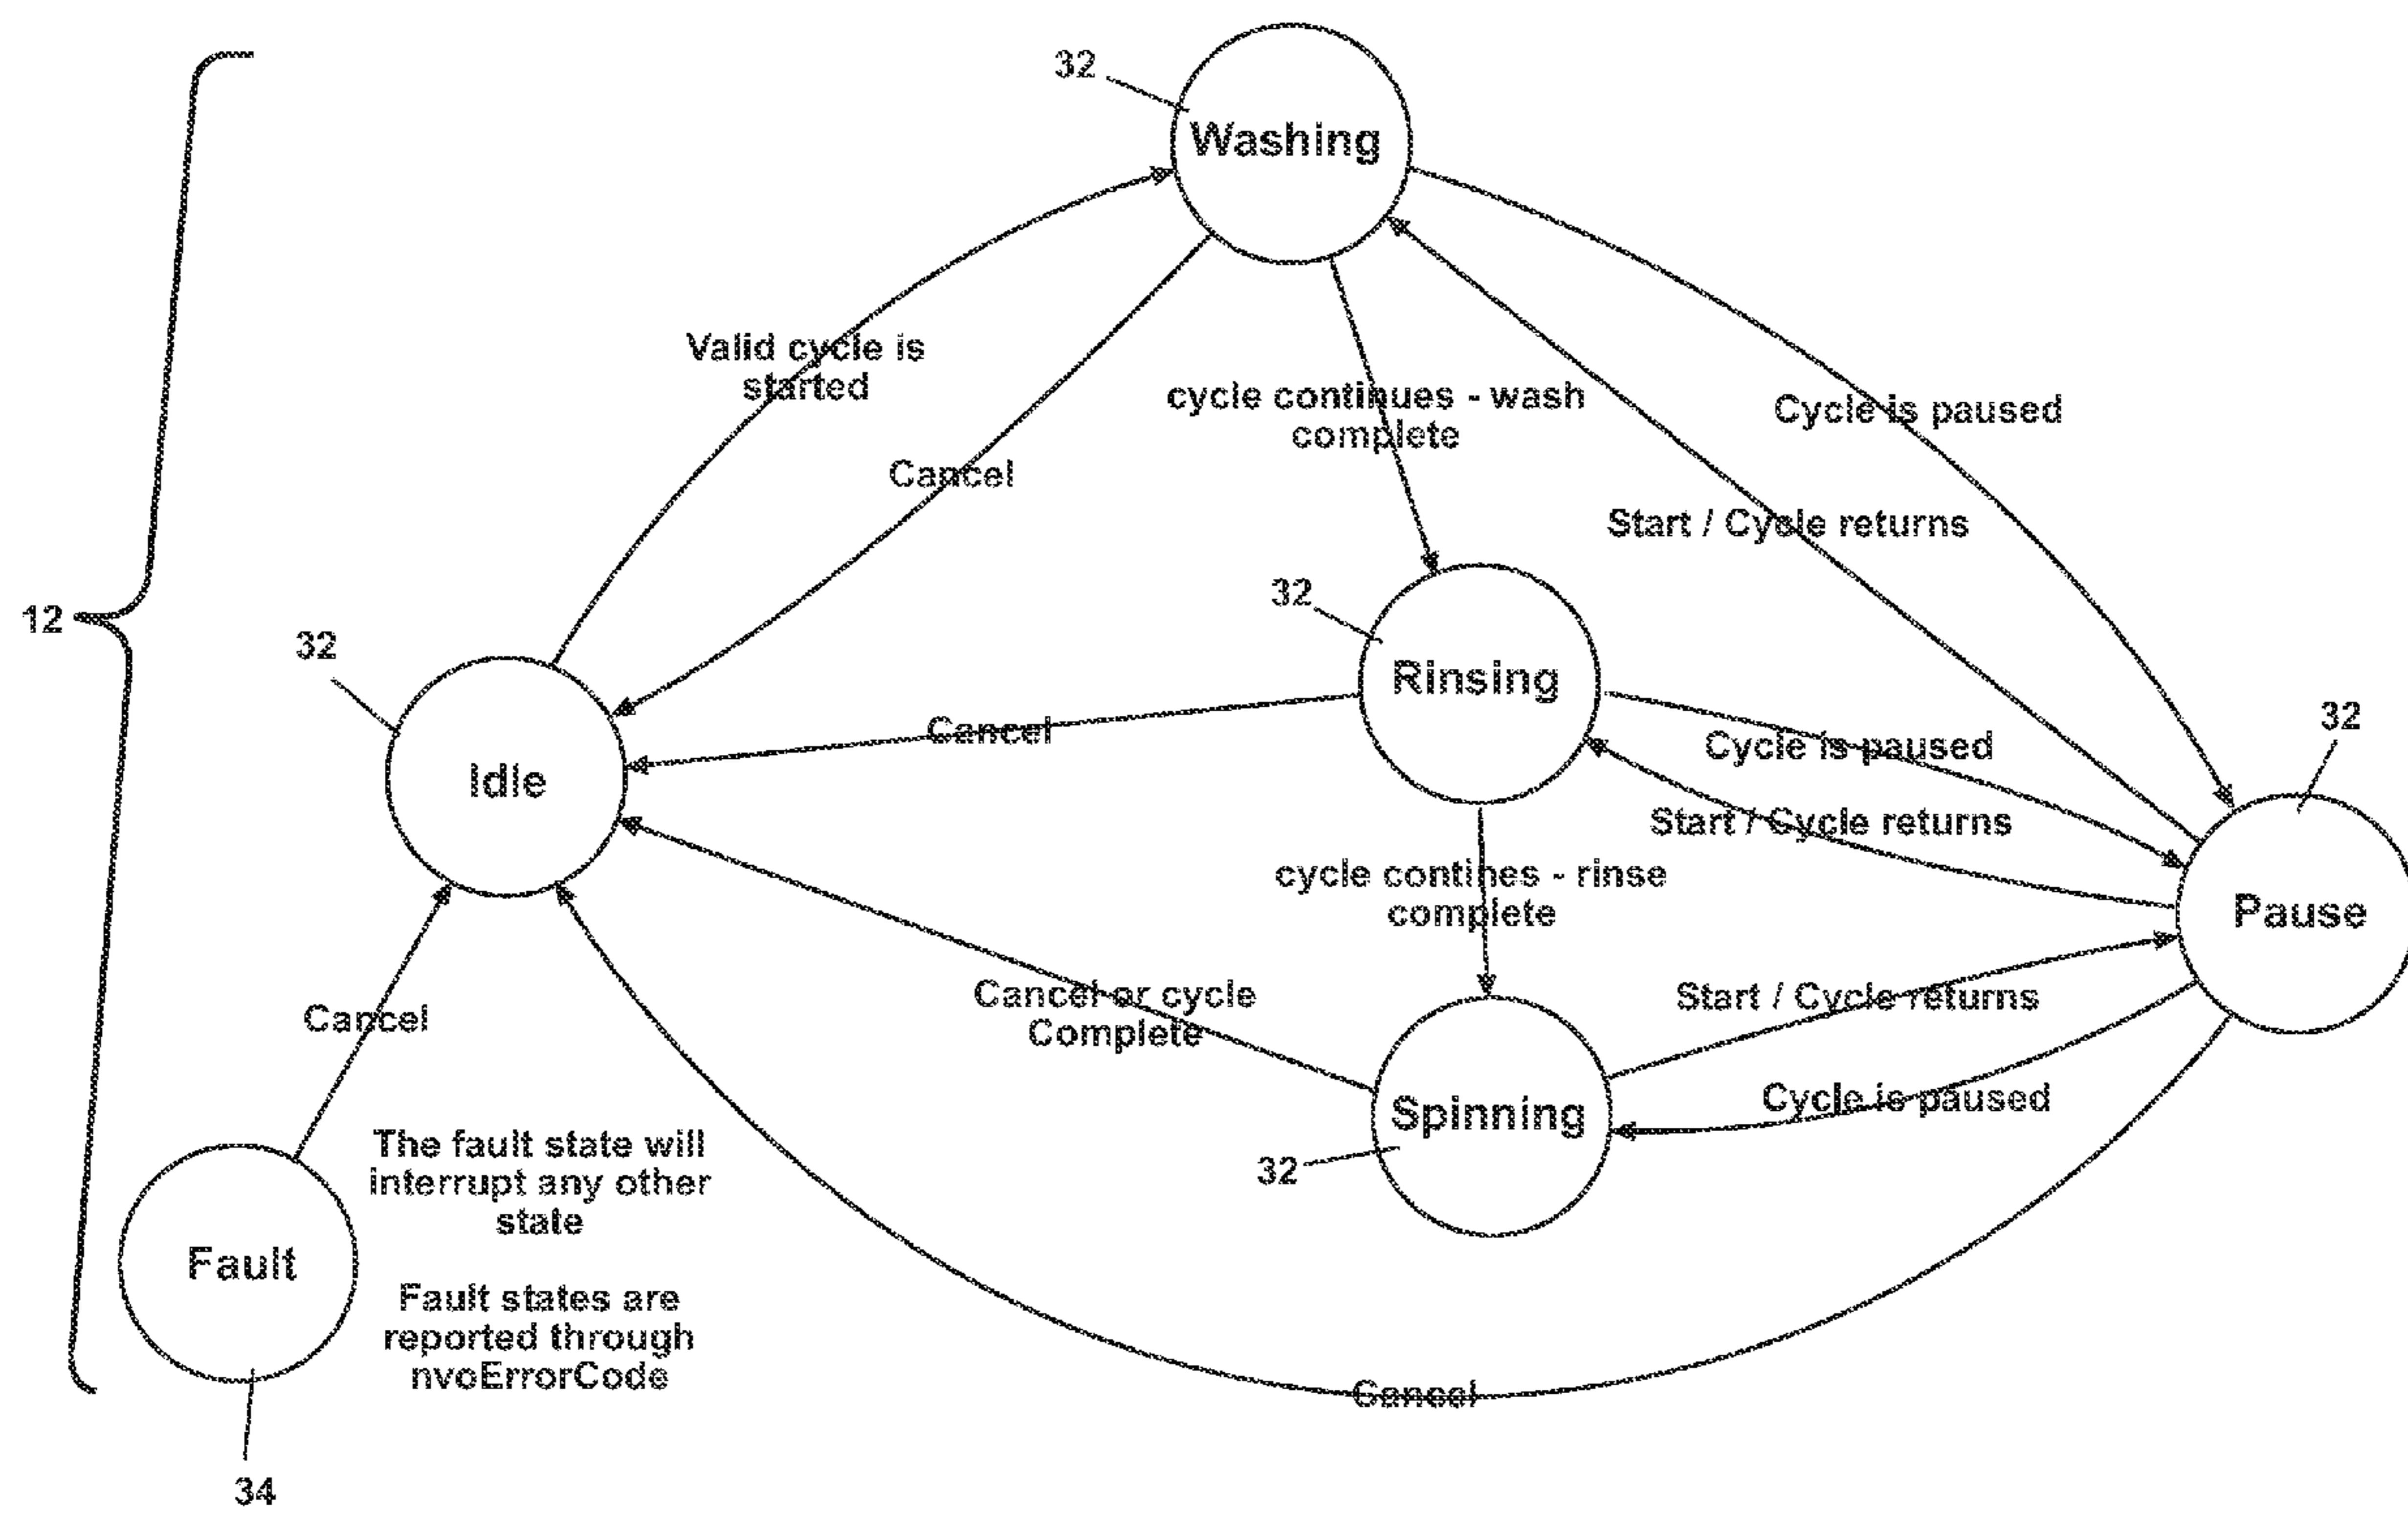 32
Washing
Valid cycle is
started
Cancel
cycle continues - wash
complete
Cycle is paused
Start / Cycle returns
12
32
32
Rinsing
Idle
Cancel
Cycle is paused
Start / Cycle returns
32
Pause
cycle contines - rinse
complete
Cancel or cycle
Complete
Start / Cycle returns
Cycle is paused
Spinning
32
Cancel
The fault state will
interrupt any other
state
Fault
Fault states are
reported through
nvoErrorCode
Cancel
34